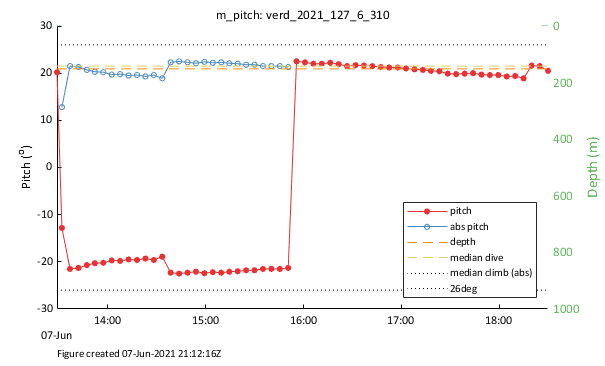 m_pitch: verd_2021_127_6_310
30
20
10
0
-10
-20
-30
Pitch (o)
0
200
400
600
800
1000
Depth (m)
pitch
abs pitch
depth
median dive
median climb (abs)
26deg
14:00
15:00
16:00
17:00
18:00
07-Jun
Figure created 07-Jun-2021 21:12:16Z